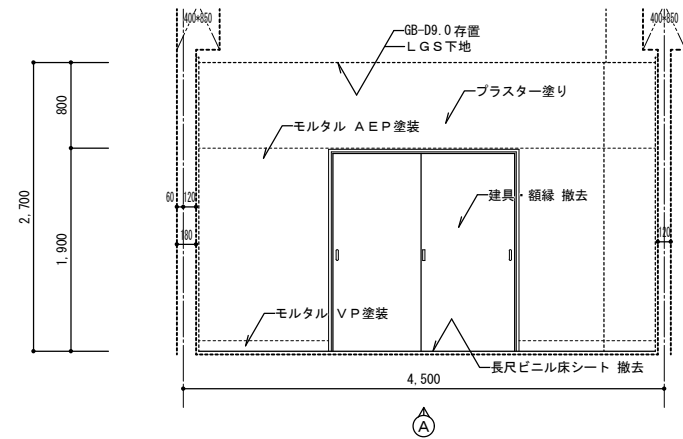 400*850
400*850
GB-D9.0 存置
LGS下地
プラスター塗り
モルタル AEP塗装
800
2,700
1,900
60
120
180
120
建具・額縁 撤去
モルタル VP塗装
長尺ビニル床シート 撤去
4,500
A